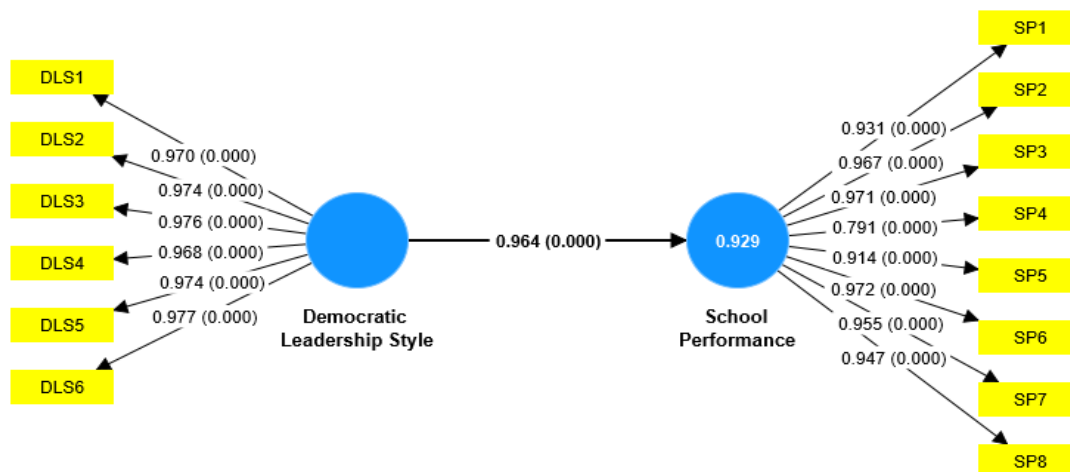 DLS1
DLS2
DLS3
DLS4
DLS5
DLS6
0.970 (0.000)
0.974 (0.000)
0.976 (0.000)
0.968 (0.000)
0.974 (0.000)
0.977 (0.000)
Democratic
Leadership Style
0.964 (0.000)
0.929
School
Performance
0.931 (0.000)
0.967 (0.000)
0.971 (0.000)
0.791 (0.000)
0.914 (0.000)
0.972 (0.000)
0.955 (0.000)
0.947 (0.000)
SP1
SP2
SP3
SP4
SP5
SP6
SP7
SP8